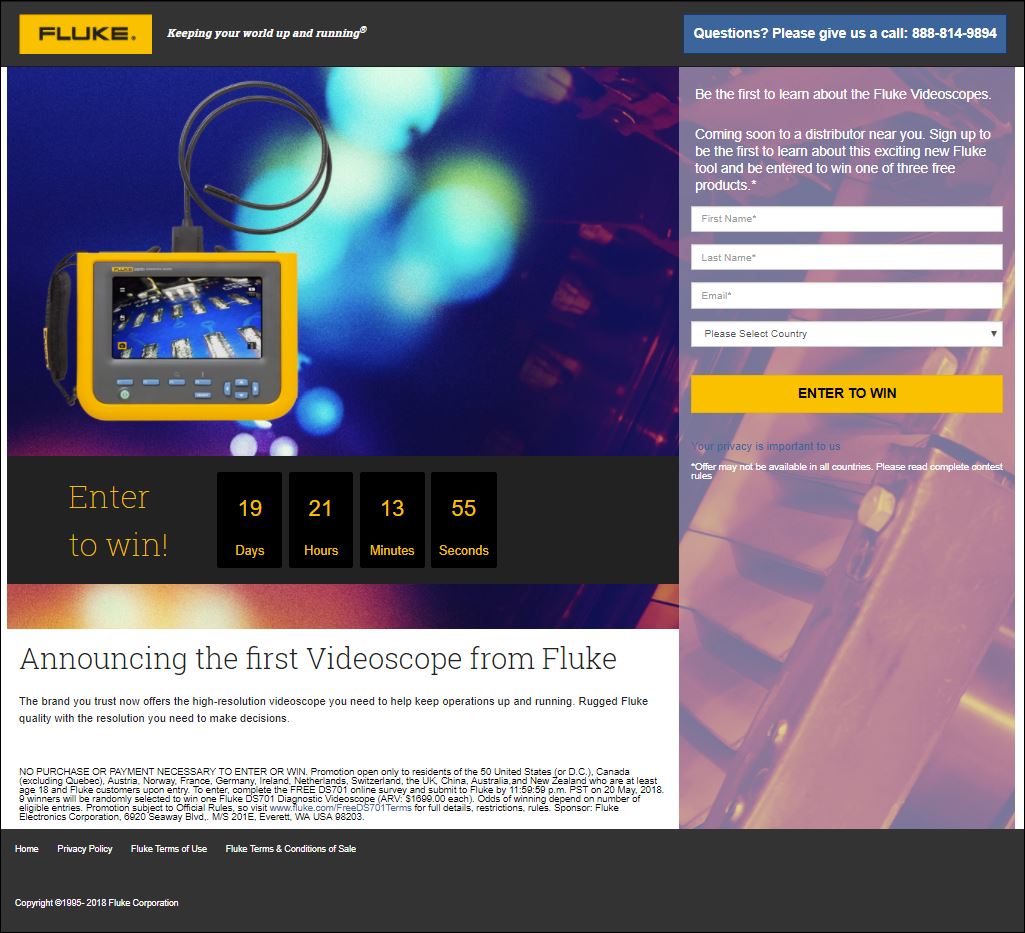 FLUKE®
Keeping your world up and running®
Questions? Please give us a call: 888-814-9894
Be the first to learn about the Fluke Videoscopes.
Coming soon to a distributor near you. Sign up to
be the first to learn about this exciting new Fluke
tool and be entered to win one of three free
products.*
First Name*
Last Name*
Email*
Please Select Country
ENTER TO WIN
Your privacy is important to us
*Offer may not be available in all countries. Please read complete contest
rules
FLUKE
Enter
to win!
19 21 13 55
Days Hours Minutes Seconds
Announcing the first Videoscope from Fluke
The brand you trust now offers the high-resolution videoscope you need to help keep operations up and running. Rugged Fluke
quality with the resolution you need to make decisions.
NO PURCHASE OR PAYMENT NECESSARY TO ENTER OR WIN. Promotion open only to residents of the 50 United States (or D.C.), Canada
(excluding Quebec), Austria, Norway, France, Germany, Ireland, Netherlands, Switzerland, the UK, China, Australia,and New Zealand who are at least
age 18 and Fluke customers upon entry. To enter, complete the FREE DS701 online survey and submit to Fluke by 11:59:59 p.m. PST on 20 May, 2018.
9 winners will be randomly selected to win one Fluke DS701 Diagnostic Videoscope (ARV: $1699.00 each). Odds of winning depend on number of
eligible entries. Promotion subject to Official Rules, so visit www.fluke.com/FreeDS701Terms for full details, restrictions, rules. Sponsor: Fluke
Electronics Corporation, 6920 Seaway Blvd,. M/S 201E, Everett, WA USA 98203.
Home Privacy Policy Fluke Terms of Use Fluke Terms & Conditions of Sale
Copyright ©1995- 2018 Fluke Corporation